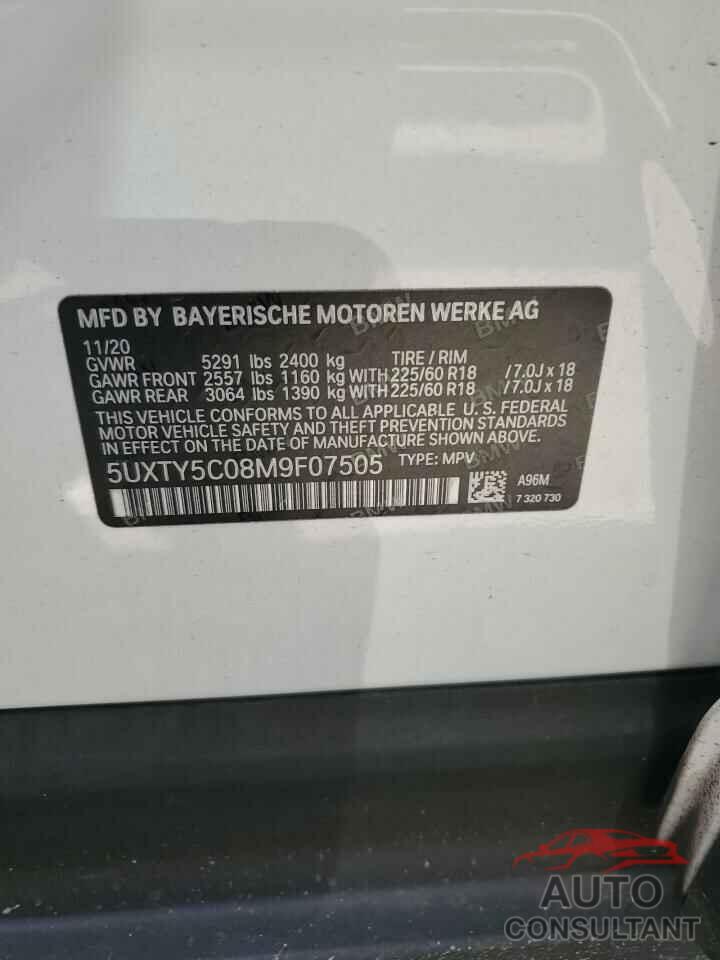 MFD BY BAYERISCHE MOTOREN WERKE AG
11/20
GVWR 5291 lbs 2400 kg TIRE / RIM
GAWR FRONT 2557 lbs 1160 kg WITH 225/60 R18 /7.0J x 18
GAWR REAR 3064 lbs 1390 kg WITH 225/60 R18 /7.0J x 18
THIS VEHICLE CONFORMS TO ALL APPLICABLE U. S. FEDERAL
MOTOR VEHICLE SAFETY AND THEFT PREVENTION STANDARDS
IN EFFECT ON THE DATE OF MANUFACTURE SHOWN ABOVE.
5UXTY5C08M9F07505 TYPE: MPV
A96M
7 320 730
AUTO
CONSULTANT